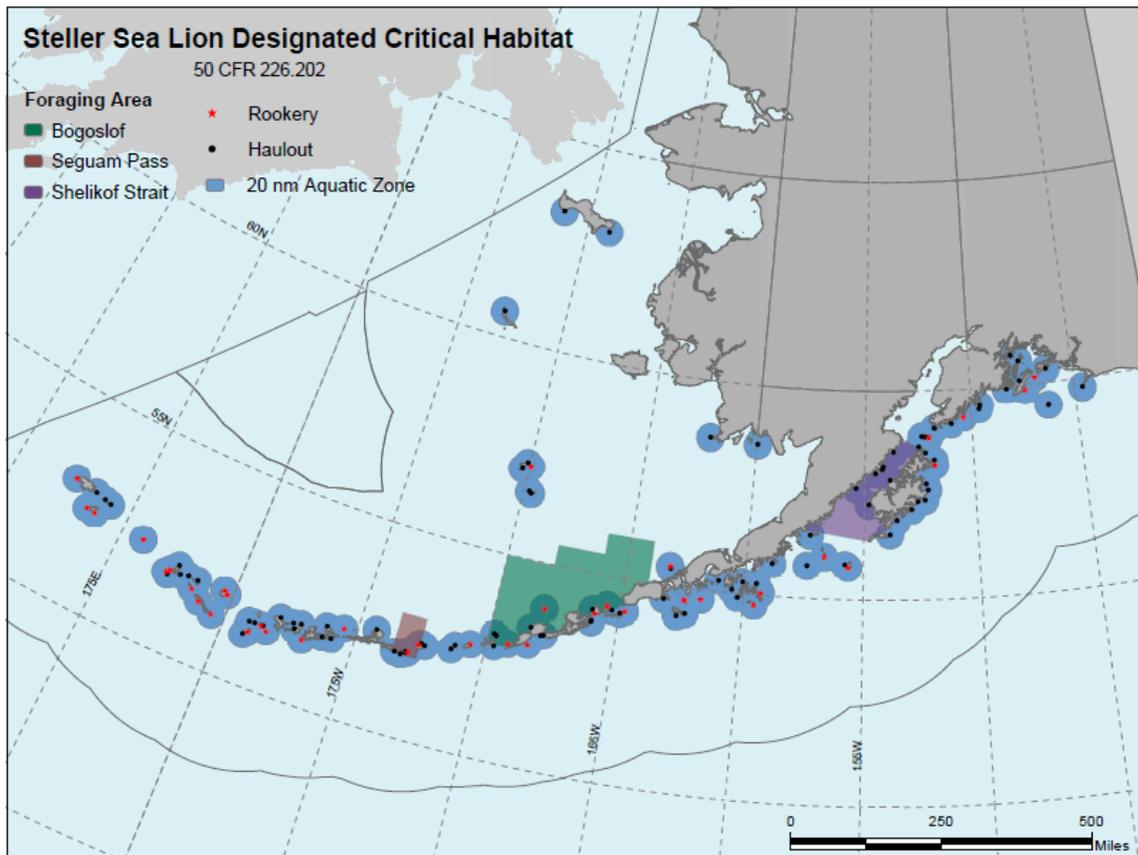 Steller Sea Lion Designated Critical Habitat
50 CFR 226.202
Foraging Area
Bogoslof
Seguam Pass
Shelikof Strait
Rookery
Haulout
20 nm Aquatic Zone
60N
55N
175E
175W
165W
155W
0 250 500
Miles